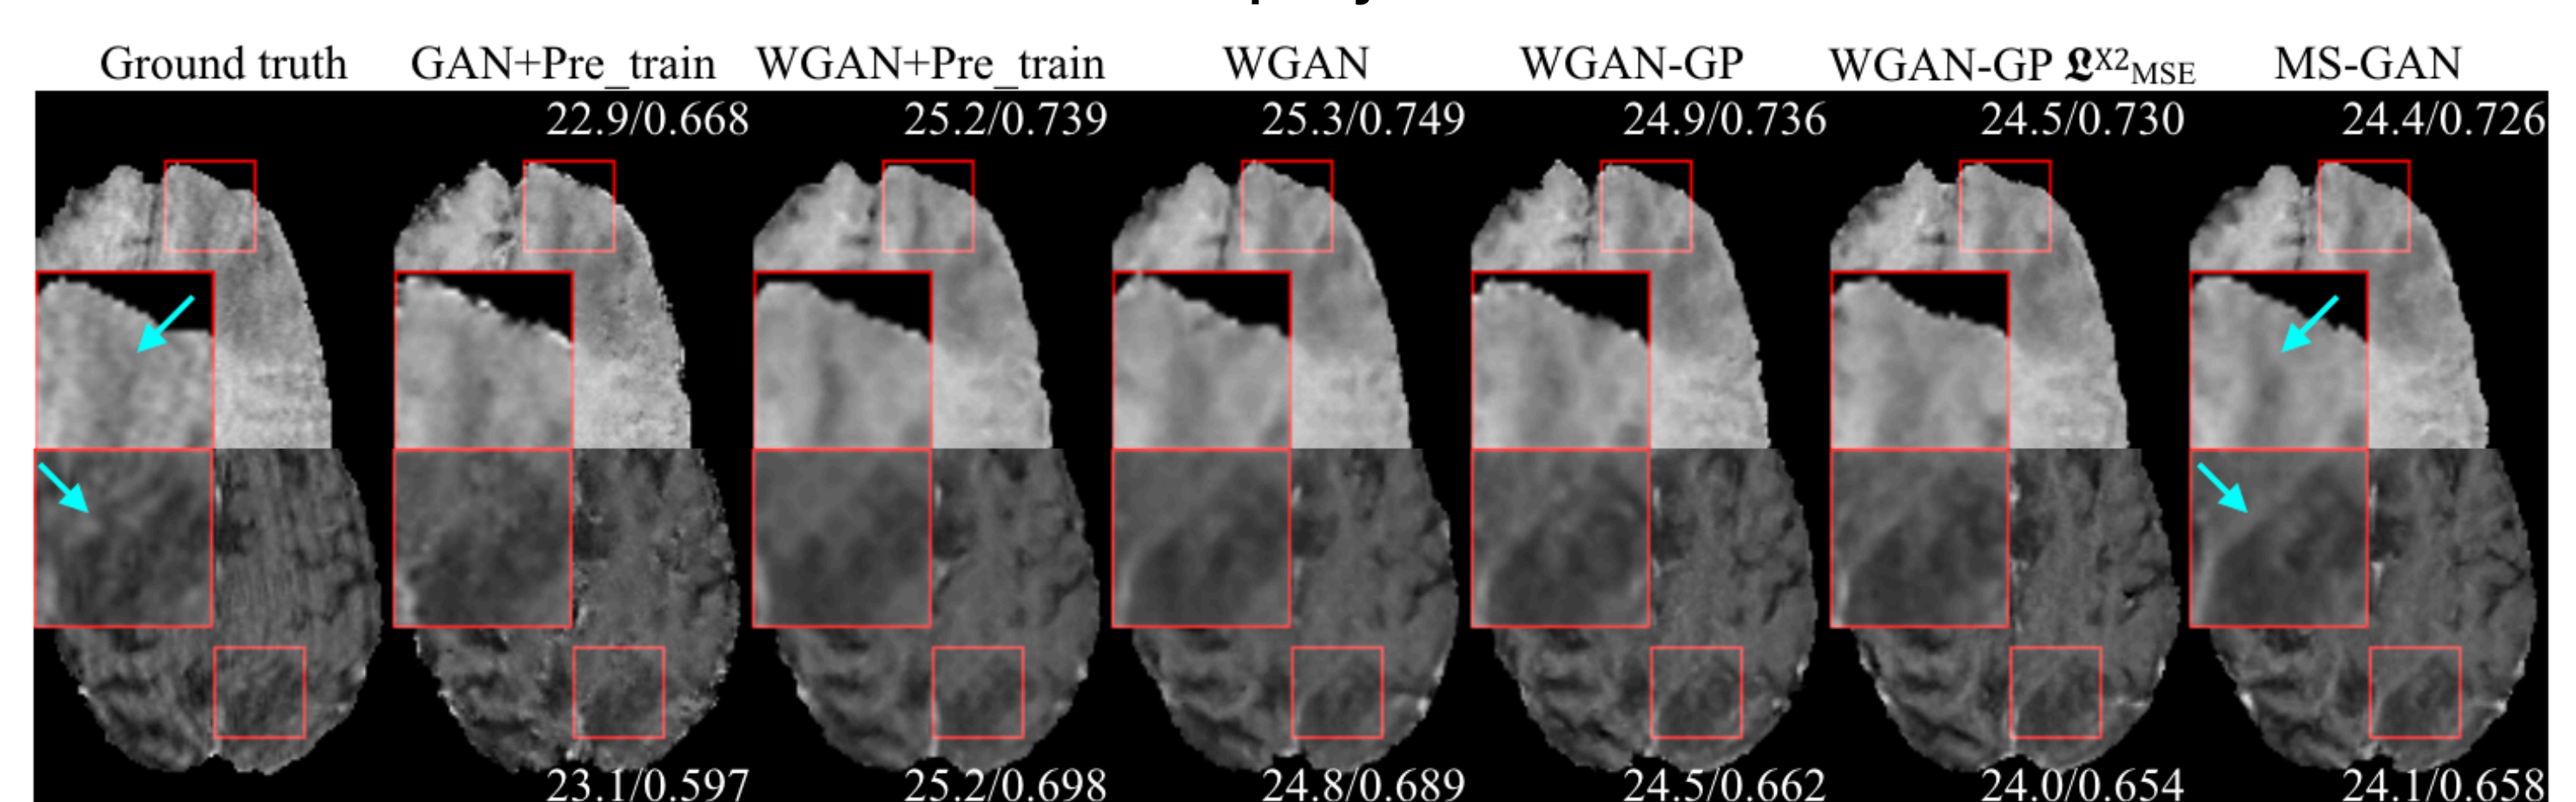 Ground truth GAN+Pre_train WGAN+Pre_train WGAN WGAN-GP WGAN-GP 𝕷X2MSE MS-GAN
22.9/0.668 25.2/0.739 25.3/0.749 24.9/0.736 24.5/0.730 24.4/0.726
23.1/0.597 25.2/0.698 24.8/0.689 24.5/0.662 24.0/0.654 24.1/0.658